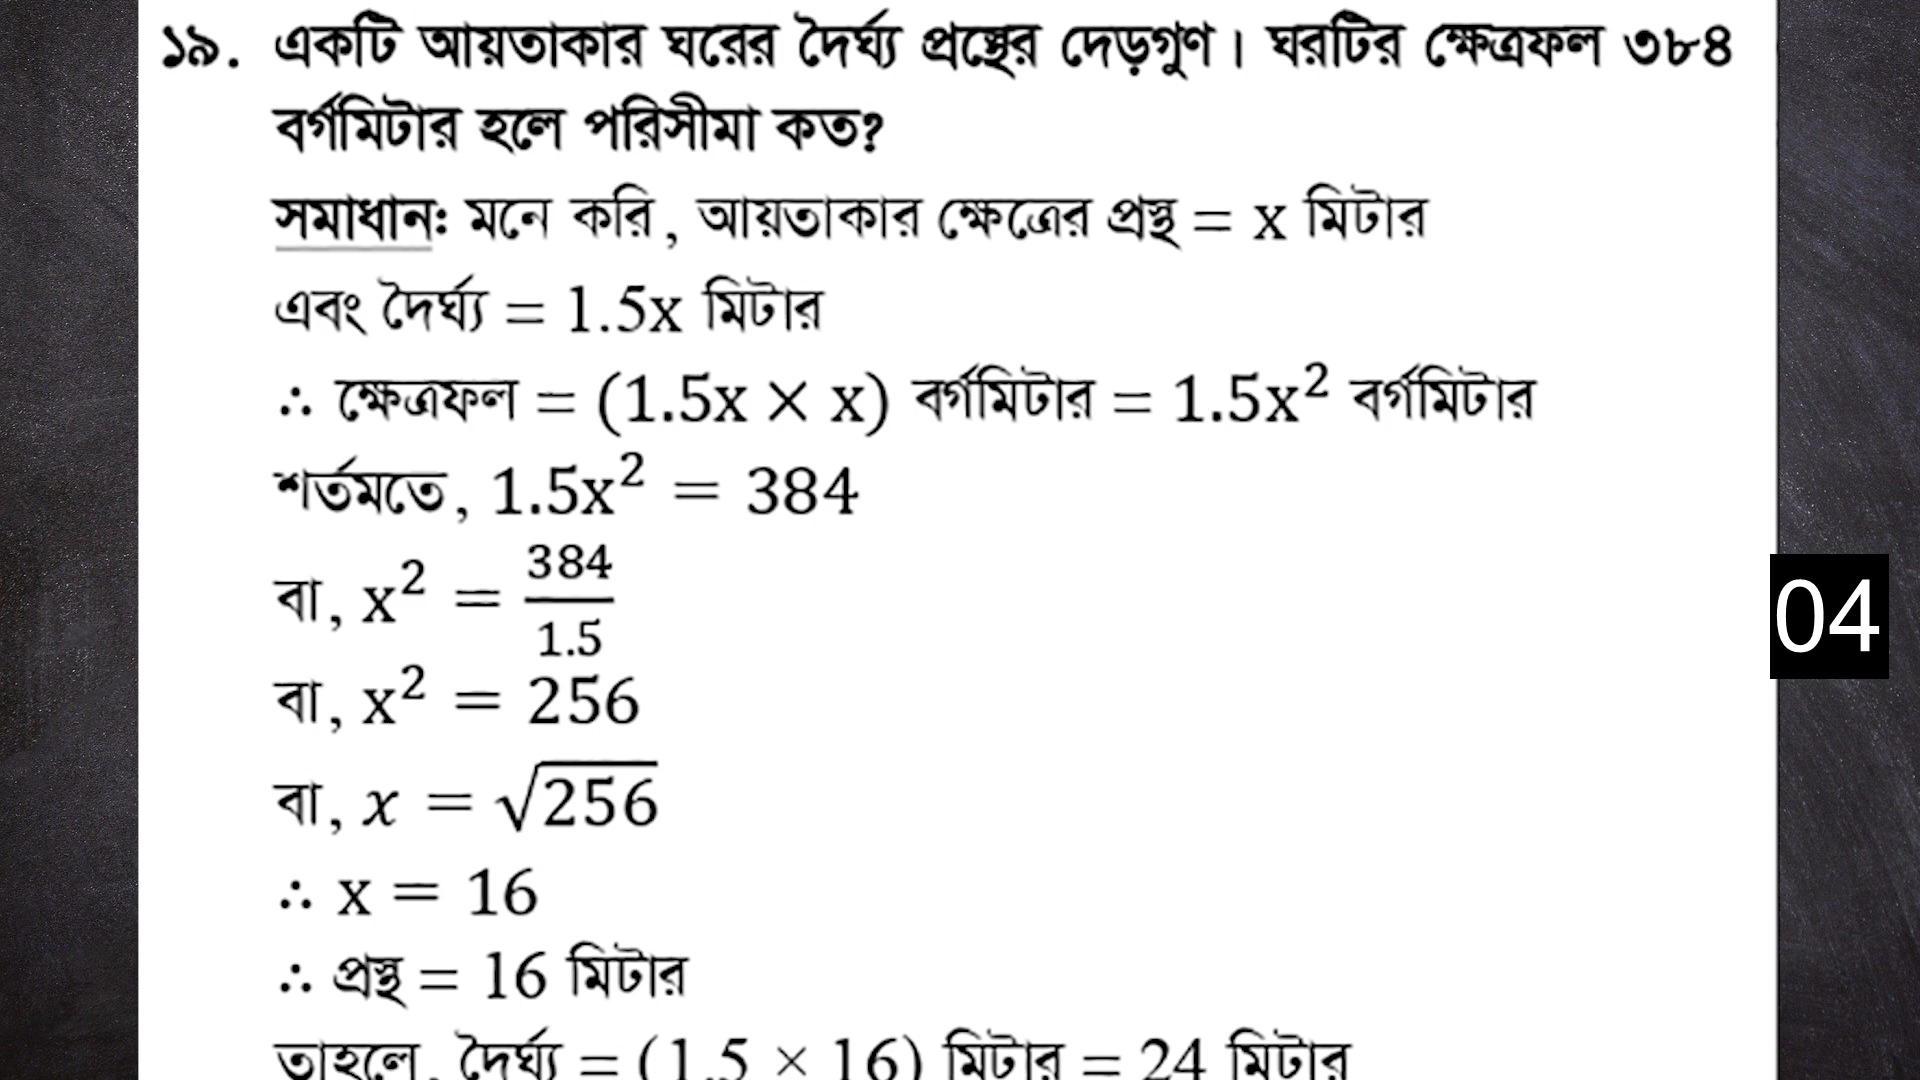 ১৯. একটি আয়তাকার ঘরের দৈর্ঘ্য প্রস্থের দেড়গুণ। ঘরটির ক্ষেত্রফল ৩৮৪
বর্গমিটার হলে পরিসীমা কত?
সমাধানঃ মনে করি, আয়তাকার ক্ষেত্রের প্রস্থ = x মিটার
এবং দৈর্ঘ্য = 1.5x মিটার
∴ ক্ষেত্রফল = (1.5x × x) বর্গমিটার = 1.5x² বর্গমিটার
শর্তমতে, 1.5x² = 384
বা, x² = 384/1.5
বা, x² = 256
বা, x = √256
∴ x = 16
∴ প্রস্থ = 16 মিটার
তাহলে, দৈর্ঘ্য = (1.5 × 16) মিটার = 24 মিটার
04